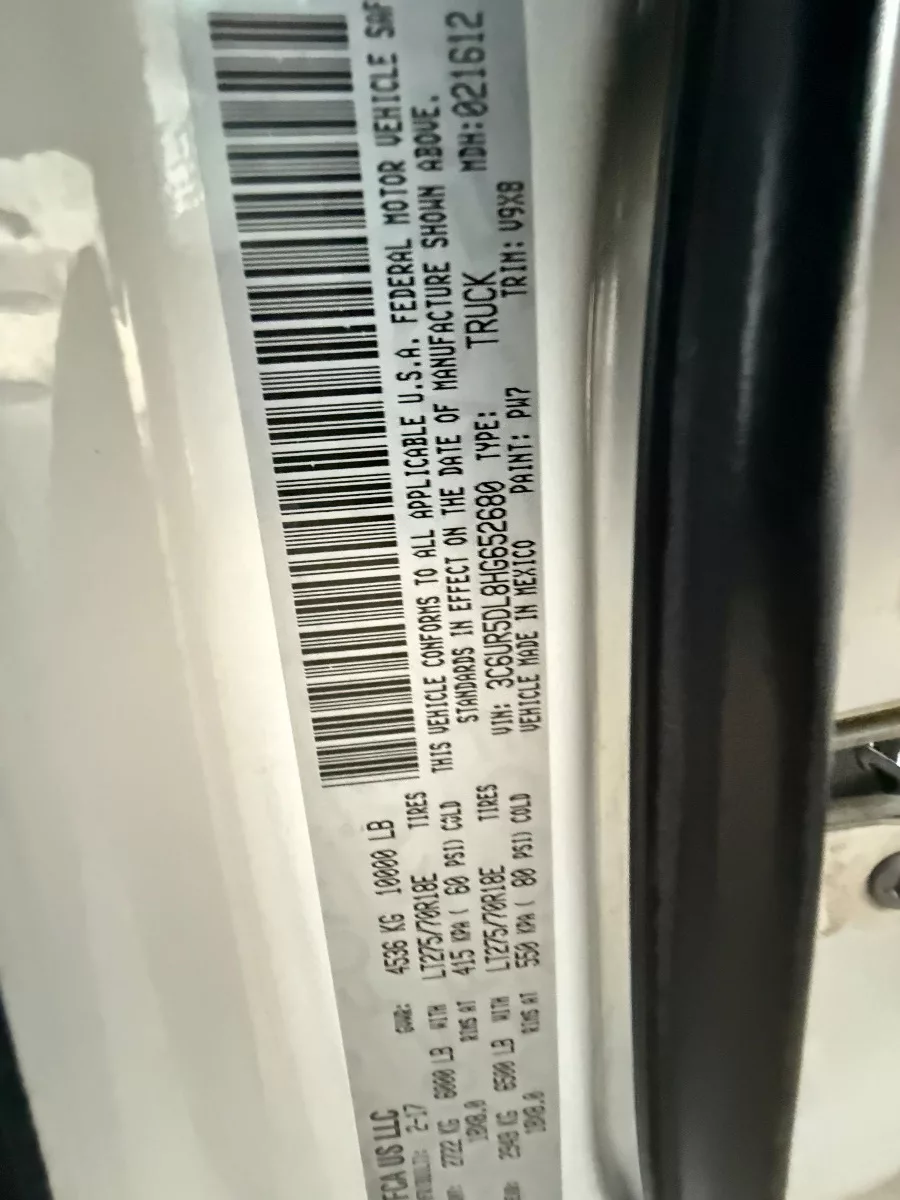 FCA US LLC
2-17 GVWR: 4536 KG 10000 LB
2722 KG 6000 LB WITH LT275/70R18E TIRES
18X8.0 RIMS AT 415 KPA ( 60 PSI) COLD
2948 KG 6500 LB WITH LT275/70R18E TIRES
18X8.0 RIMS AT 550 KPA ( 80 PSI) COLD
THIS VEHICLE CONFORMS TO ALL APPLICABLE U.S.A. FEDERAL MOTOR VEHICLE SAF
STANDARDS IN EFFECT ON THE DATE OF MANUFACTURE SHOWN ABOVE.
VIN: 3C6UR5DL8HG652680 TYPE: TRUCK MDH:021612
VEHICLE MADE IN MEXICO PAINT: PW7 TRIM: V9X8